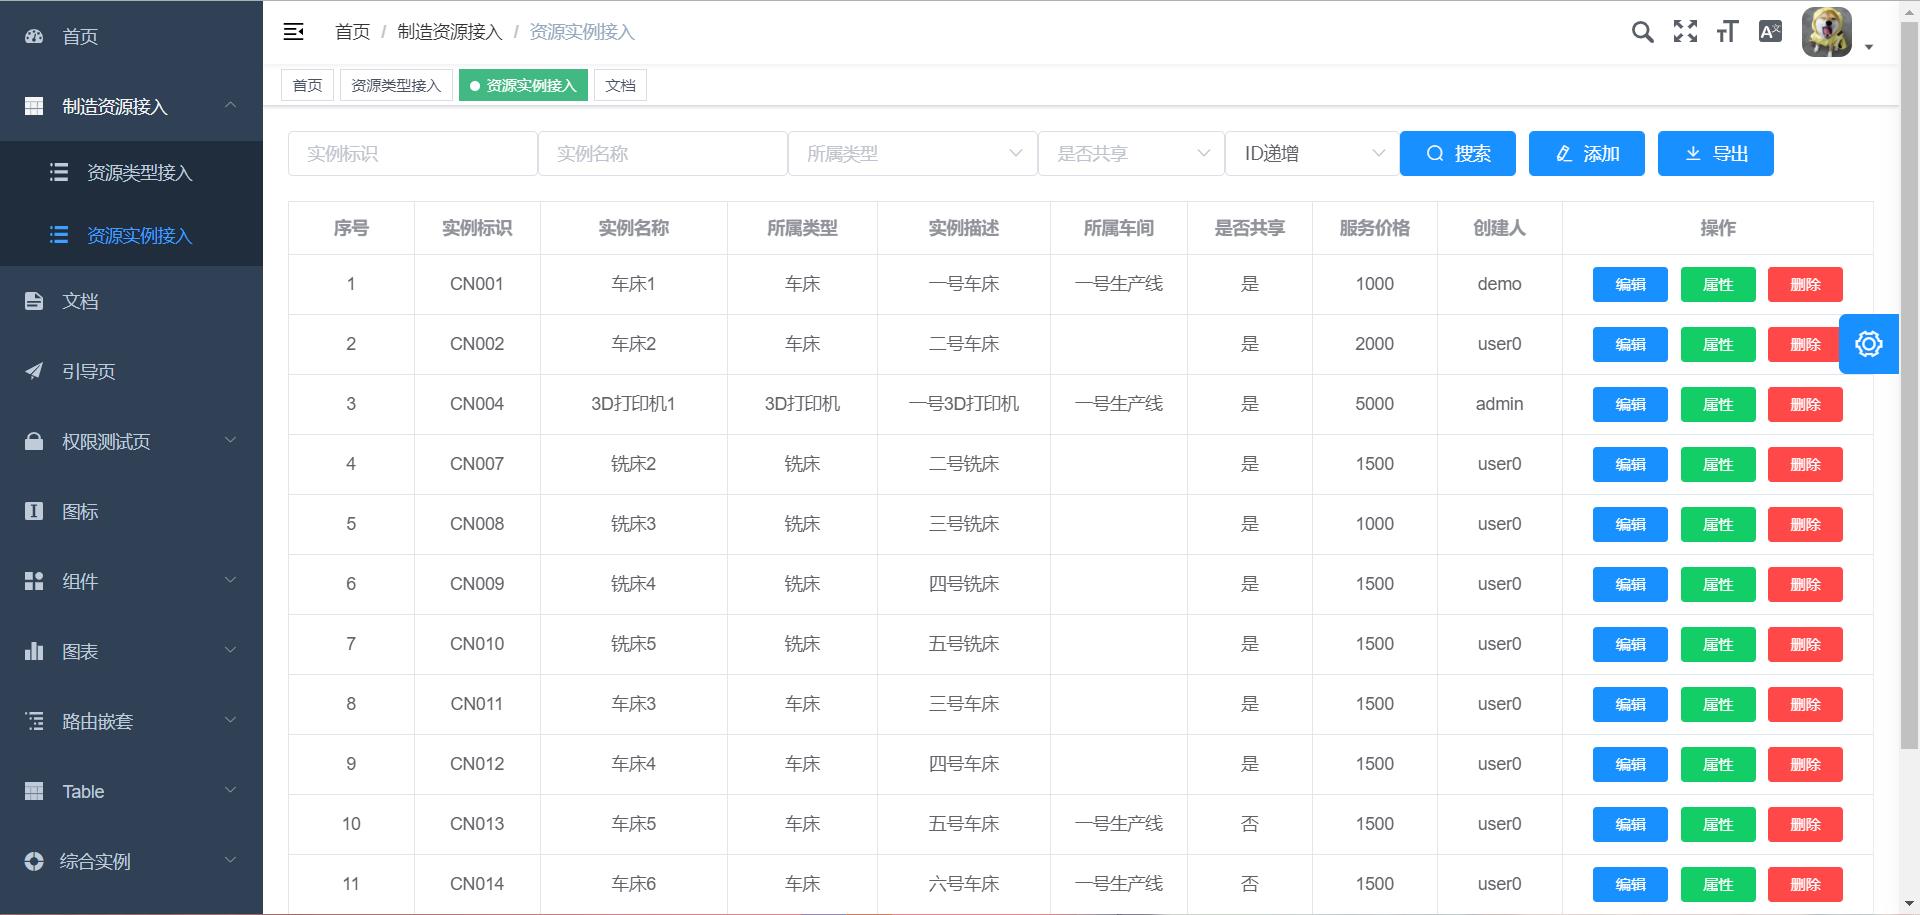 首页
制造资源接入
资源类型接入
资源实例接入
文档
引导页
权限测试页
图标
组件
图表
路由嵌套
Table
综合实例
首页 / 制造资源接入 / 资源实例接入
首页 资源类型接入 资源实例接入 文档
实例标识 实例名称 所属类型 是否共享 ID递增 搜索 添加 导出
序号 实例标识 实例名称 所属类型 实例描述 所属车间 是否共享 服务价格 创建人 操作
1 CN001 车床1 车床 一号车床 一号生产线 是 1000 demo 编辑 属性 删除
2 CN002 车床2 车床 二号车床 是 2000 user0 编辑 属性 删除
3 CN004 3D打印机1 3D打印机 一号3D打印机 一号生产线 是 5000 admin 编辑 属性 删除
4 CN007 铣床2 铣床 二号铣床 是 1500 user0 编辑 属性 删除
5 CN008 铣床3 铣床 三号铣床 是 1000 user0 编辑 属性 删除
6 CN009 铣床4 铣床 四号铣床 是 1500 user0 编辑 属性 删除
7 CN010 铣床5 铣床 五号铣床 是 1500 user0 编辑 属性 删除
8 CN011 车床3 车床 三号车床 是 1500 user0 编辑 属性 删除
9 CN012 车床4 车床 四号车床 是 1500 user0 编辑 属性 删除
10 CN013 车床5 车床 五号车床 一号生产线 否 1500 user0 编辑 属性 删除
11 CN014 车床6 车床 六号车床 一号生产线 否 1500 user0 编辑 属性 删除